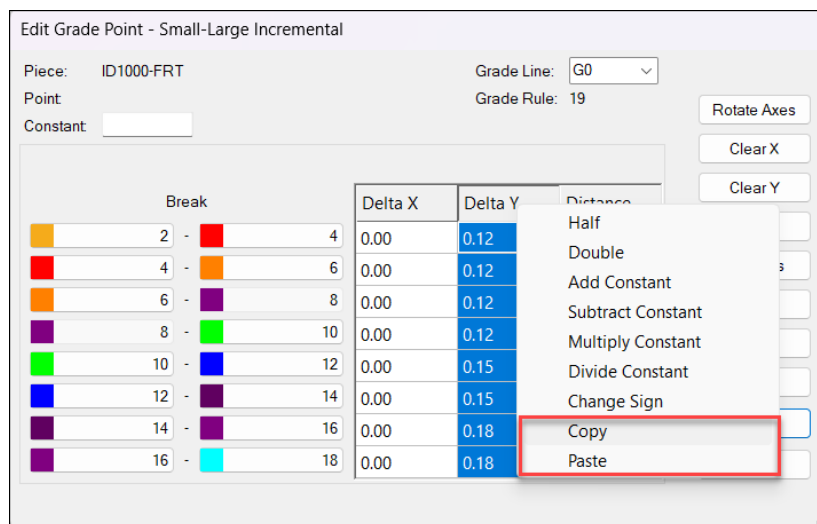 Edit Grade Point - Small-Large Incremental
Piece: ID1000-FRT Grade Line: G0
Point Grade Rule: 19
Constant
Rotate Axes
Clear X
Clear Y
Break Delta X Delta Y Distance
2 - 4 0.00 0.12
4 - 6 0.00 0.12
6 - 8 0.00 0.12
8 - 10 0.00 0.12
10 - 12 0.00 0.15
12 - 14 0.00 0.15
14 - 16 0.00 0.18
16 - 18 0.00 0.18
Half
Double
Add Constant
Subtract Constant
Multiply Constant
Divide Constant
Change Sign
Copy
Paste